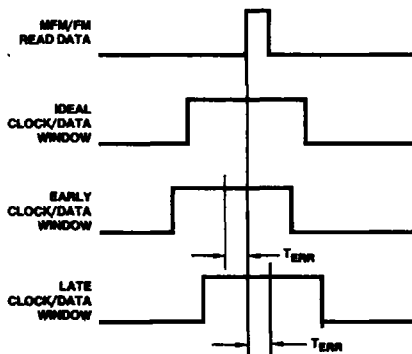 MFM/FM
READ DATA
IDEAL
CLOCK/DATA
WINDOW
EARLY
CLOCK/DATA
WINDOW
TERR
LATE
CLOCK/DATA
WINDOW
TERR